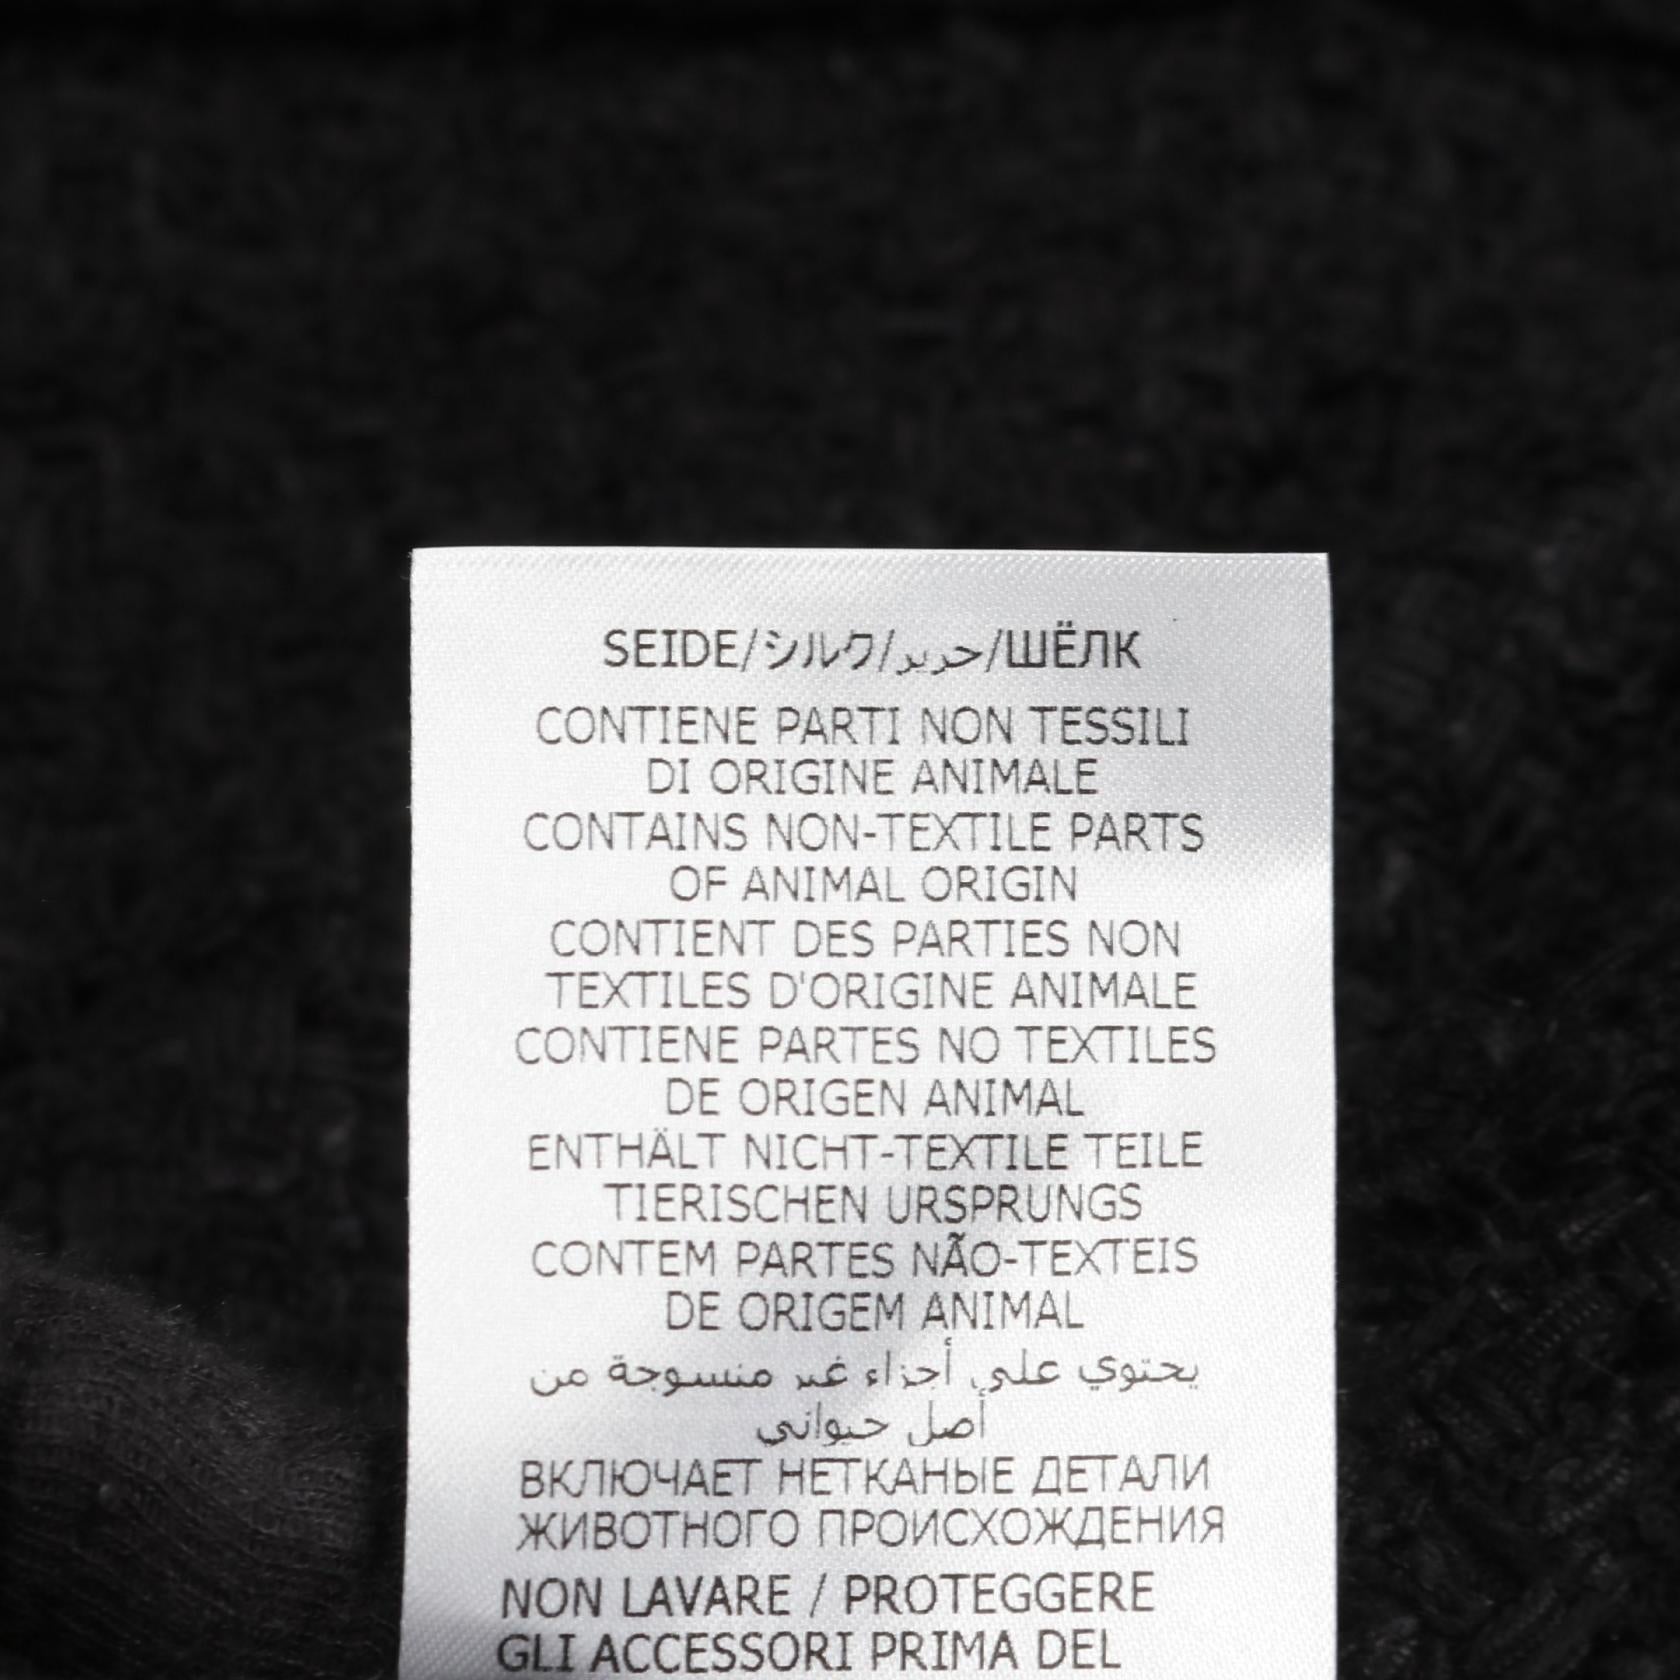 SEIDE/シルク/حرير/ШЁЛК
CONTIENE PARTI NON TESSILI
DI ORIGINE ANIMALE
CONTAINS NON-TEXTILE PARTS
OF ANIMAL ORIGIN
CONTIENT DES PARTIES NON
TEXTILES D'ORIGINE ANIMALE
CONTIENE PARTES NO TEXTILES
DE ORIGEN ANIMAL
ENTHÄLT NICHT-TEXTILE TEILE
TIERISCHEN URSPRUNGS
CONTEM PARTES NÃO-TEXTEIS
DE ORIGEM ANIMAL
يحتوي على أجزاء غير منسوجة من
أصل حيواني
ВКЛЮЧАЕТ НЕТКАНЫЕ ДЕТАЛИ
ЖИВОТНОГО ПРОИСХОЖДЕНИЯ
NON LAVARE / PROTEGGERE
GLI ACCESSORI PRIMA DEL